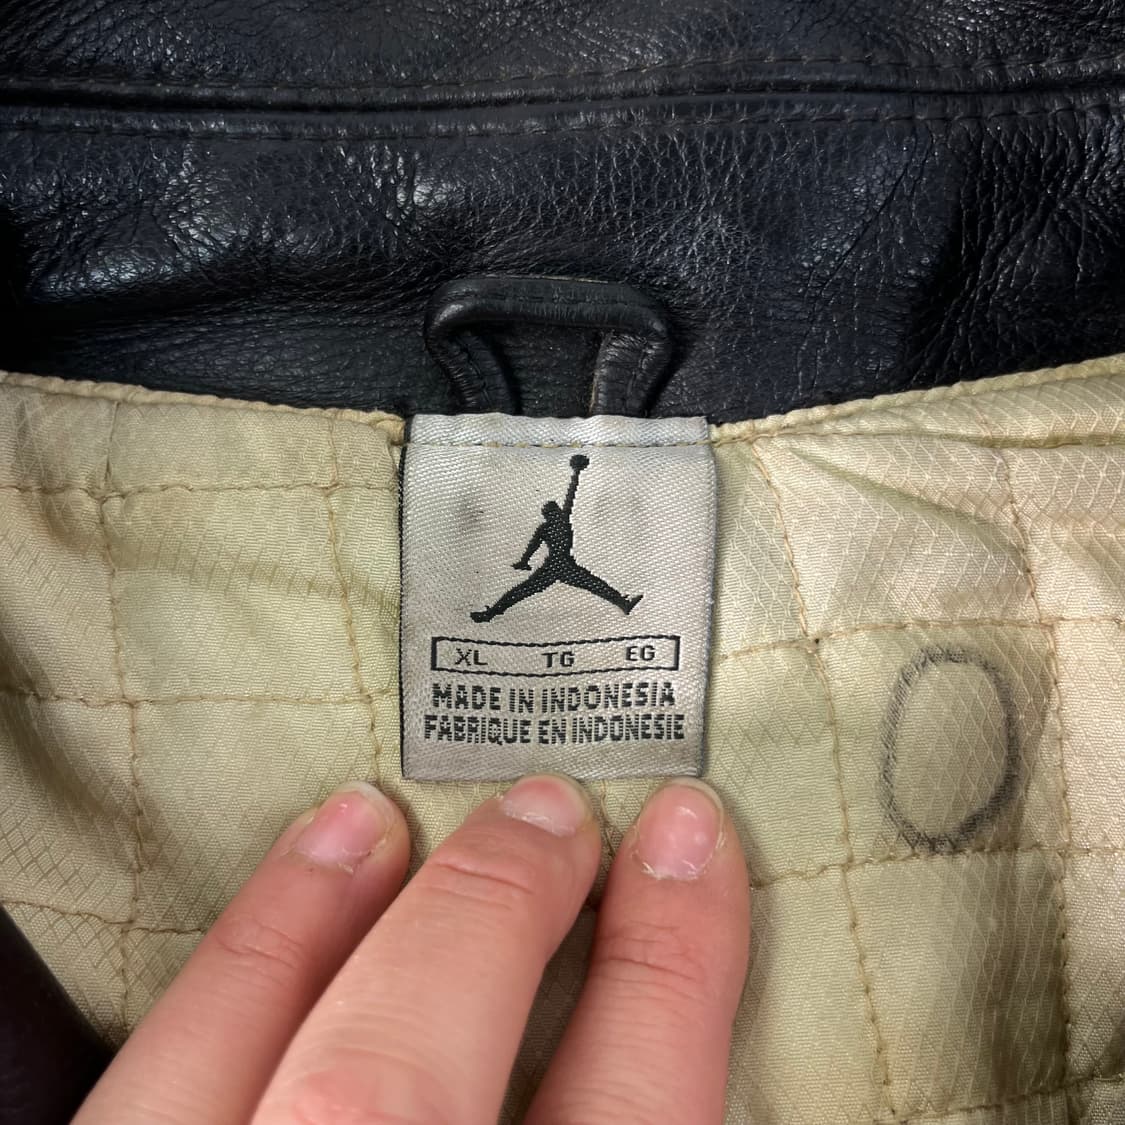 XL TG EG
MADE IN INDONESIA
FABRIQUE EN INDONESIE
O